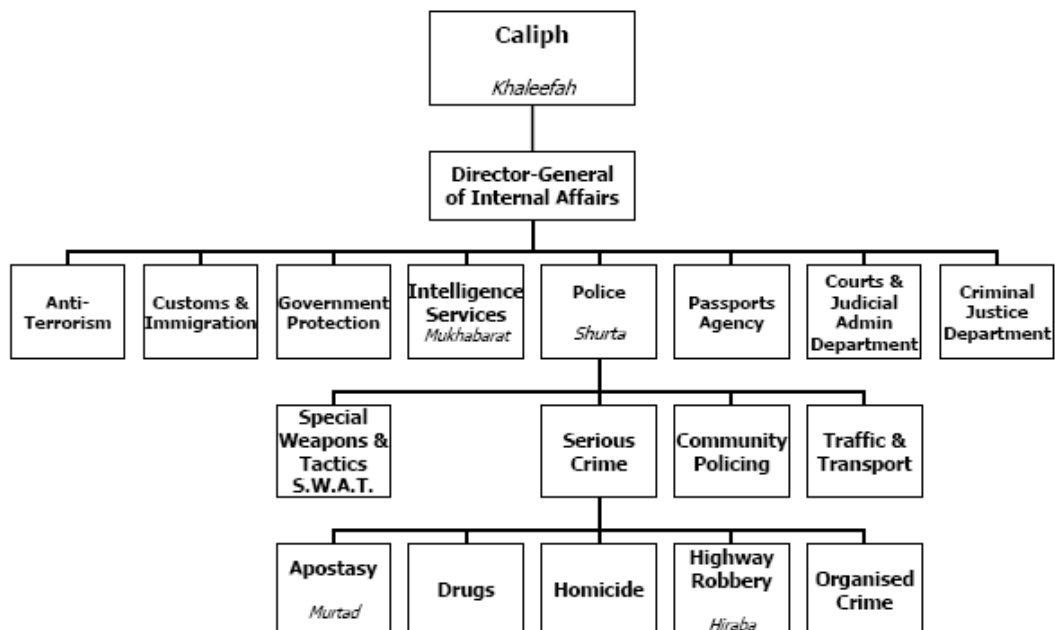 Caliph
Khaleefah
Director-General
of Internal Affairs
Anti-
Terrorism
Customs &
Immigration
Government
Protection
Intelligence
Services
Mukhabarat
Police
Shurta
Passports
Agency
Courts &
Judicial
Admin
Department
Criminal
Justice
Department
Special
Weapons &
Tactics
S.W.A.T.
Serious
Crime
Community
Policing
Traffic &
Transport
Apostasy
Murtad
Drugs
Homicide
Highway
Robbery
Hiraba
Organised
Crime